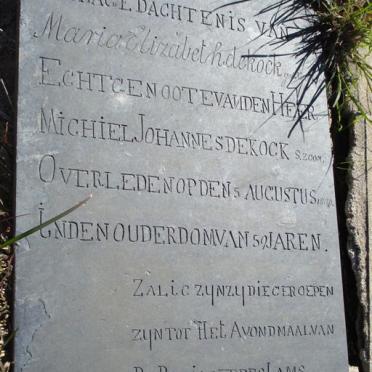 GEDACHTENIS VAN
Maria Elizabeth de Kock
ECHTGENOOTE VAN DEN HEER
MICHIEL JOHANNES DE KOCK S.ZOON
OVERLEDEN OP DEN 5 AUGUSTUS
IN DEN OUDERDOM VAN 59 JAREN.
ZALIG ZYN ZY DIE GEROEPEN
ZYN TOT HET AVONDMAAL VAN